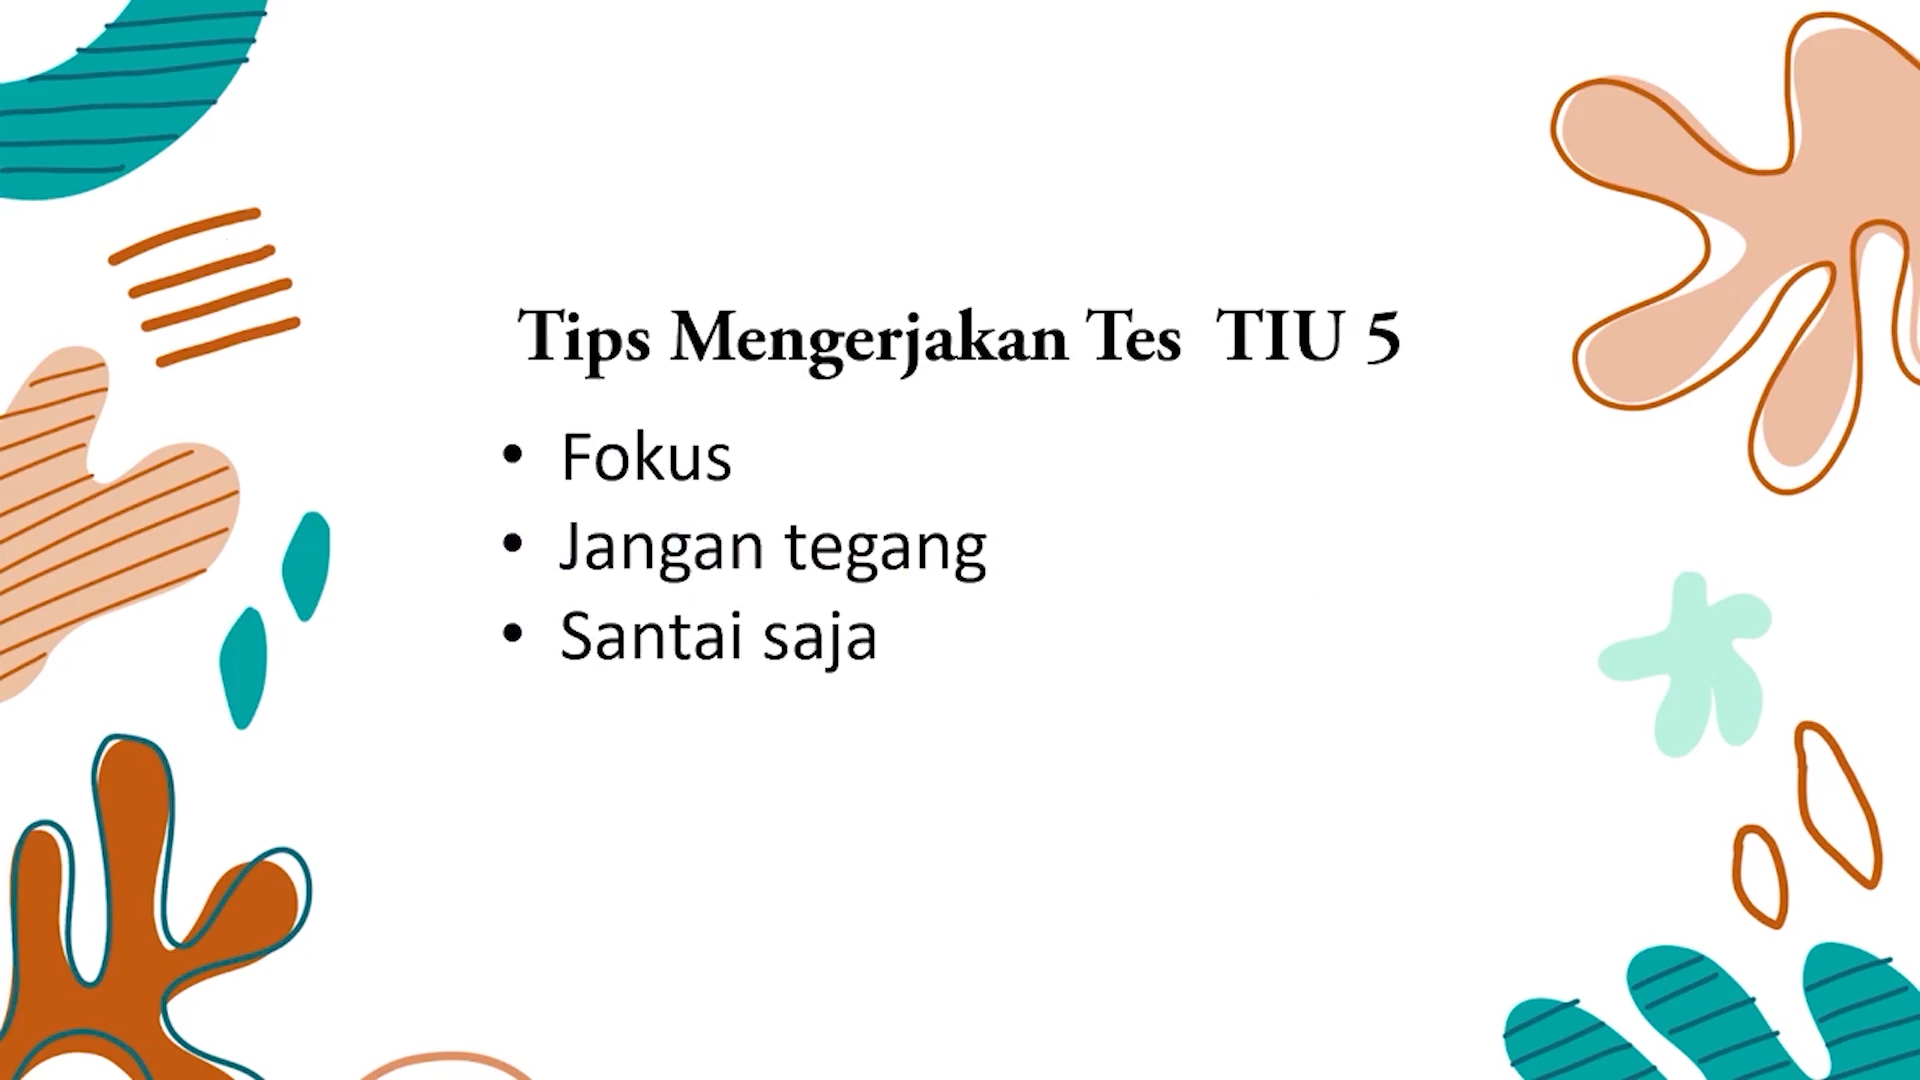 Tips Mengerjakan Tes TIU 5
• Fokus
• Jangan tegang
• Santai saja